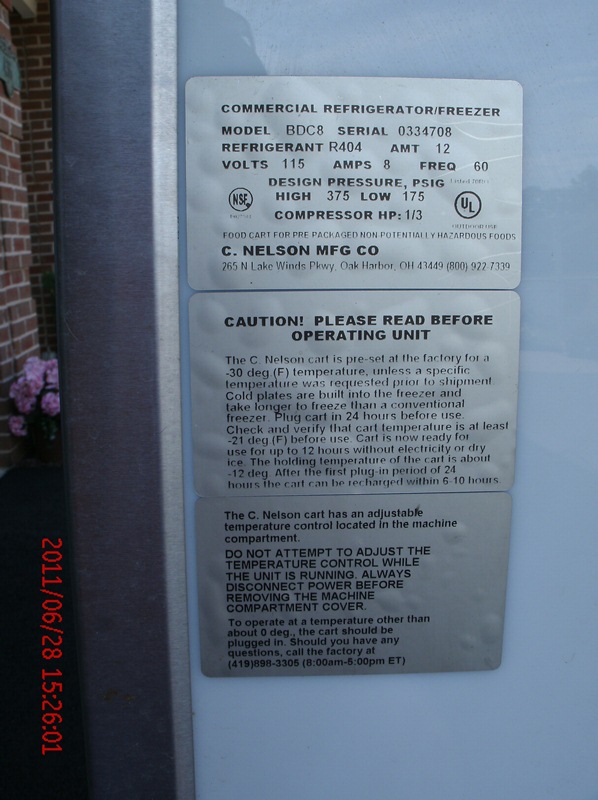 COMMERCIAL REFRIGERATOR/FREEZER
MODEL BDC8 SERIAL 0334708
REFRIGERANT R404 AMT 12
VOLTS 115 AMPS 8 FREQ 60
DESIGN PRESSURE, PSIG
HIGH 375 LOW 175
NSF
UL
COMPRESSOR HP: 1/3
OUTDOOR USE
FOOD CART FOR PRE PACKAGED NON-POTENTIALLY HAZARDOUS FOODS
C. NELSON MFG CO
265 N Lake Winds Pkwy, Oak Harbor, OH 43449 (800) 922-7339
CAUTION! PLEASE READ BEFORE
OPERATING UNIT
The C. Nelson cart is pre-set at the factory for a
-30 deg.(F) temperature, unless a specific
temperature was requested prior to shipment.
Cold plates are built into the freezer and
take longer to freeze than a conventional
freezer. Plug cart in 24 hours before use.
Check and verify that cart temperature is at least
-21 deg.(F) before use. Cart is now ready for
use for up to 12 hours without electricity or dry
ice. The holding temperature of the cart is about
-12 deg. After the first plug-in period of 24
hours the cart can be recharged within 6-10 hours.
The C. Nelson cart has an adjustable
temperature control located in the machine
compartment.
DO NOT ATTEMPT TO ADJUST THE
TEMPERATURE CONTROL WHILE
THE UNIT IS RUNNING. ALWAYS
DISCONNECT POWER BEFORE
REMOVING THE MACHINE
COMPARTMENT COVER.
To operate at a temperature other than
about 0 deg., the cart should be
plugged in. Should you have any
questions, call the factory at
(419)898-3305 (8:00am-5:00pm ET)
2011/06/28 15:26:01